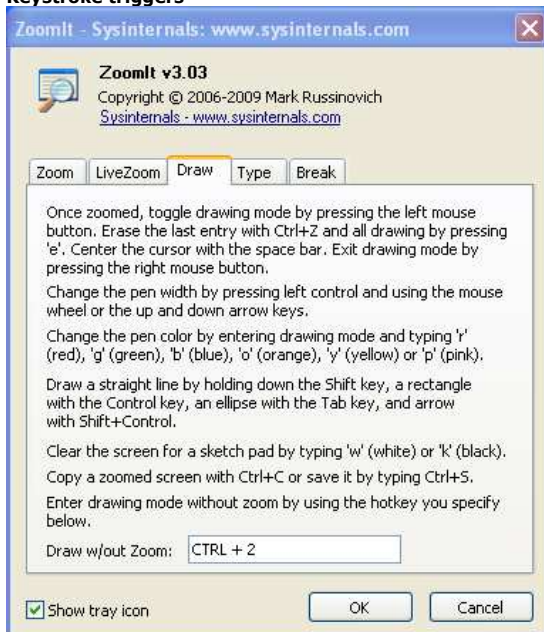 Keystroke triggers
ZoomIt - Sysinternals: www.sysinternals.com
ZoomIt v3.03
Copyright © 2006-2009 Mark Russinovich
Sysinternals - www.sysinternals.com
Zoom LiveZoom Draw Type Break
Once zoomed, toggle drawing mode by pressing the left mouse
button. Erase the last entry with Ctrl+Z and all drawing by pressing
'e'. Center the cursor with the space bar. Exit drawing mode by
pressing the right mouse button.
Change the pen width by pressing left control and using the mouse
wheel or the up and down arrow keys.
Change the pen color by entering drawing mode and typing 'r'
(red), 'g' (green), 'b' (blue), 'o' (orange), 'y' (yellow) or 'p' (pink).
Draw a straight line by holding down the Shift key, a rectangle
with the Control key, an ellipse with the Tab key, and arrow
with Shift+Control.
Clear the screen for a sketch pad by typing 'w' (white) or 'k' (black).
Copy a zoomed screen with Ctrl+C or save it by typing Ctrl+S.
Enter drawing mode without zoom by using the hotkey you specify
below.
Draw w/out Zoom: CTRL + 2
Show tray icon OK Cancel